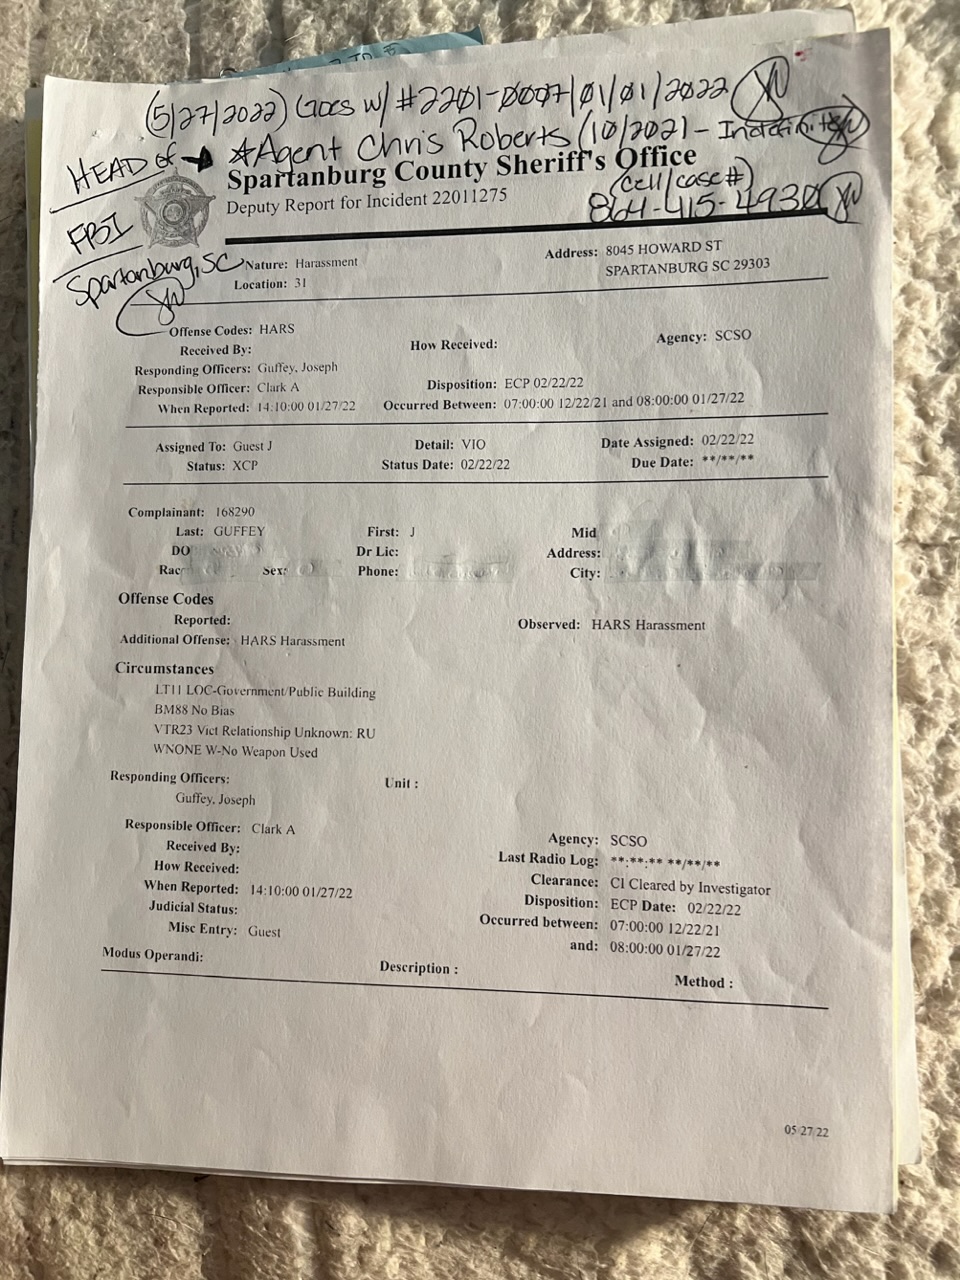 (5/27/2022) (Goes w/ #2201-0007/01/01/2022
HEAD of → ★Agent Chris Roberts (10/2021 -
Spartanburg County Sheriff's Office
(cell/case#)
Deputy Report for Incident 22011275
864-415-4930
FBI
Spartanburg, SC
Nature: Harassment
Address: 8045 HOWARD ST
SPARTANBURG SC 29303
Location: 31
Offense Codes: HARS
Received By: How Received: Agency: SCSO
Responding Officers: Guffey, Joseph
Responsible Officer: Clark A Disposition: ECP 02/22/22
When Reported: 14:10:00 01/27/22 Occurred Between: 07:00:00 12/22/21 and 08:00:00 01/27/22
Assigned To: Guest J Detail: VIO Date Assigned: 02/22/22
Status: XCP Status Date: 02/22/22 Due Date: **/**/**
Complainant: 168290
Last: GUFFEY First: J Mid
DO Dr Lic: Address:
Rac Sex: Phone: City:
Offense Codes
Reported: Observed: HARS Harassment
Additional Offense: HARS Harassment
Circumstances
LT11 LOC-Government/Public Building
BM88 No Bias
VTR23 Vict Relationship Unknown: RU
WNONE W-No Weapon Used
Responding Officers: Unit :
Guffey, Joseph
Responsible Officer: Clark A Agency: SCSO
Received By: Last Radio Log: **:**:** **/**/**
How Received: Clearance: CI Cleared by Investigator
When Reported: 14:10:00 01/27/22 Disposition: ECP Date: 02/22/22
Judicial Status: Occurred between: 07:00:00 12/22/21
Misc Entry: Guest and: 08:00:00 01/27/22
Modus Operandi: Description : Method :
05/27/22